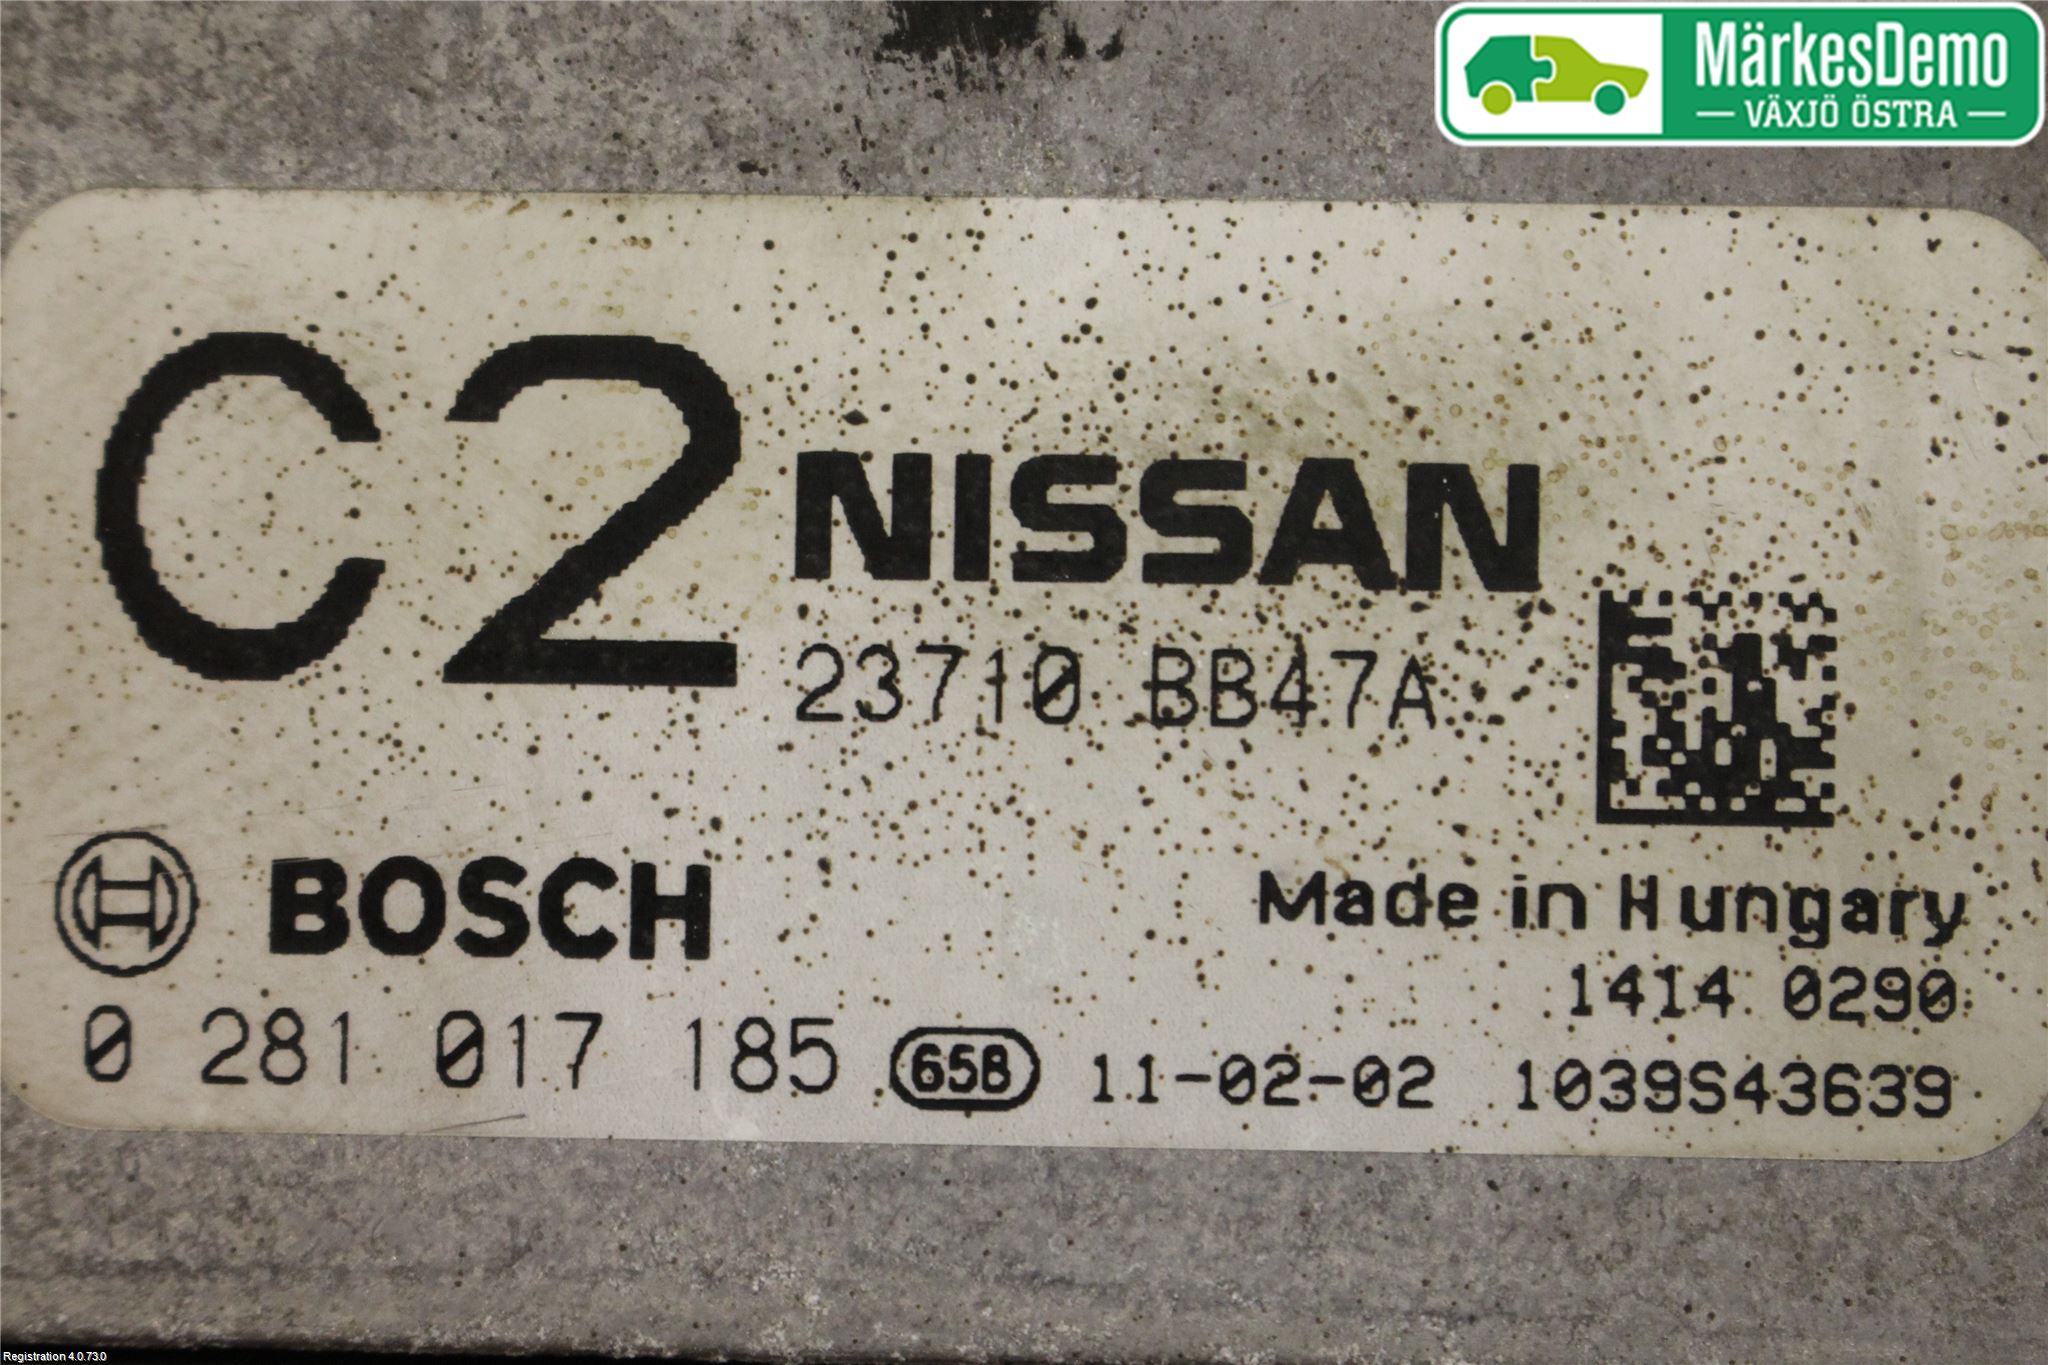 MärkesDemo
VÄXJÖ ÖSTRA
C2
NISSAN
23710 BB47A
BOSCH
Made in Hungary
1414 0290
0 281 017 185 65B 11-02-02 1039S43639
Registration 4.0.73.0